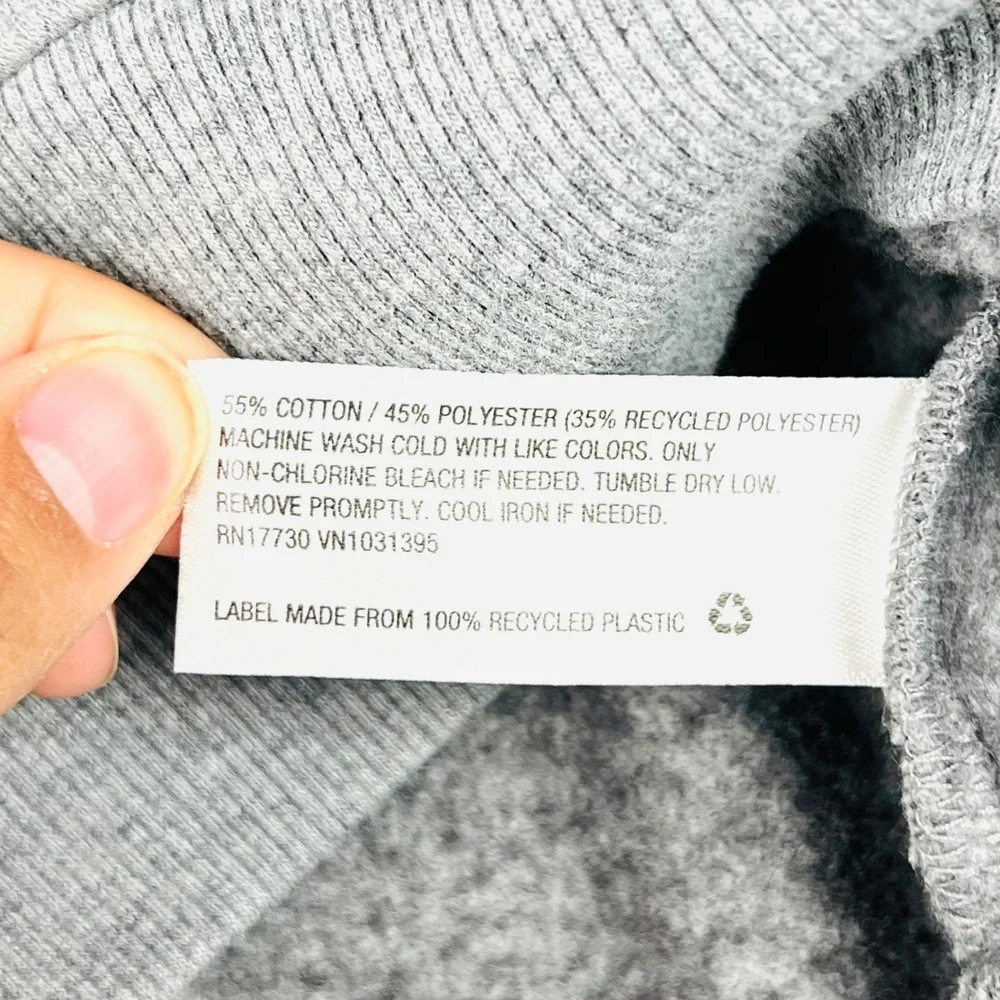 55% COTTON / 45% POLYESTER (35% RECYCLED POLYESTER)
MACHINE WASH COLD WITH LIKE COLORS. ONLY
NON-CHLORINE BLEACH IF NEEDED. TUMBLE DRY LOW.
REMOVE PROMPTLY. COOL IRON IF NEEDED.
RN17730 VN1031395
LABEL MADE FROM 100% RECYCLED PLASTIC